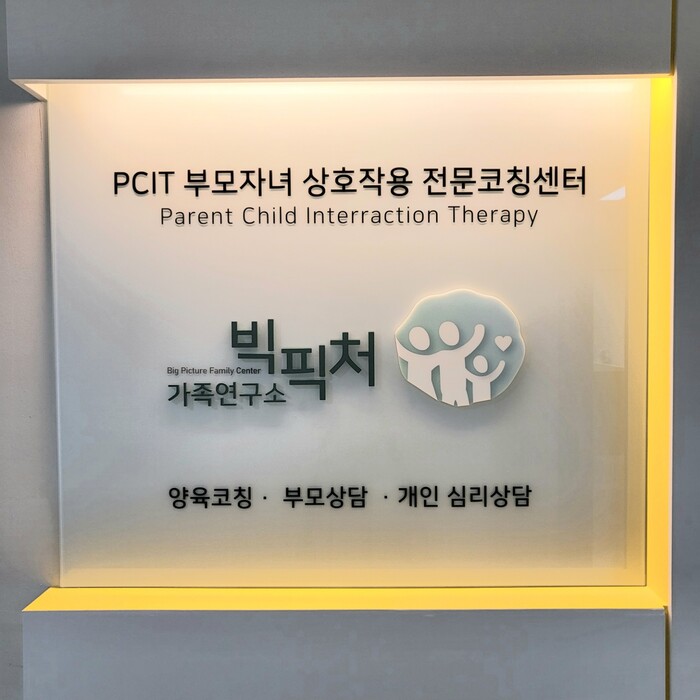 PCIT 부모자녀 상호작용 전문코칭센터
Parent Child Interraction Therapy
빅픽처
Big Picture Family Center
가족연구소
양육코칭 · 부모상담 · 개인 심리상담